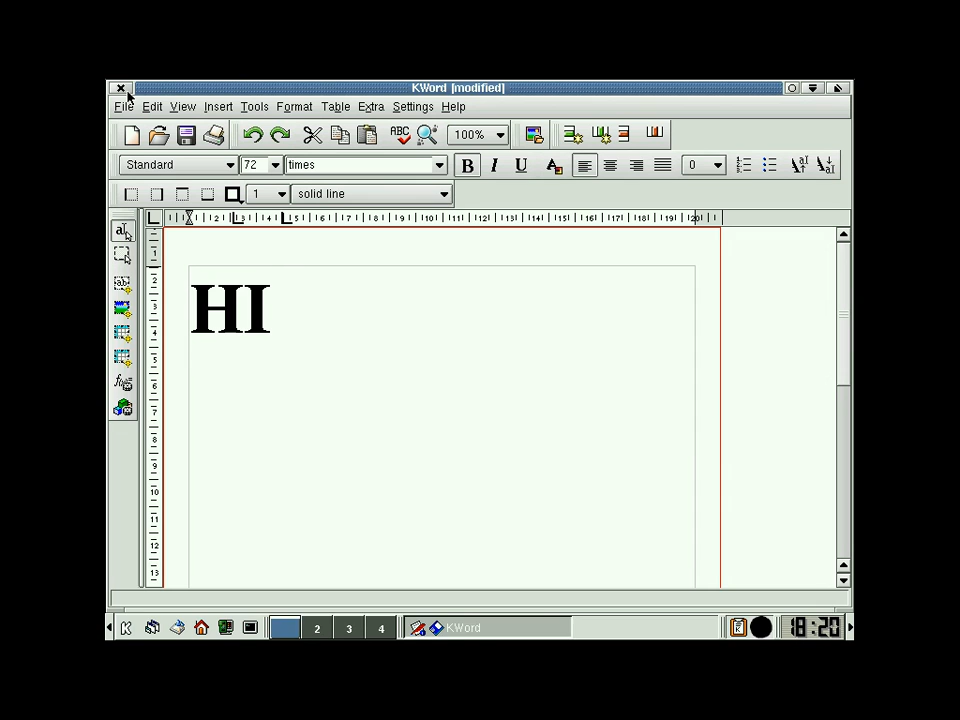 KWord [modified]
File Edit View Insert Tools Format Table Extra Settings Help
ABC 100%
Standard 72 times B I U A 0
1 solid line
HI
2 3 4 KWord 18:20